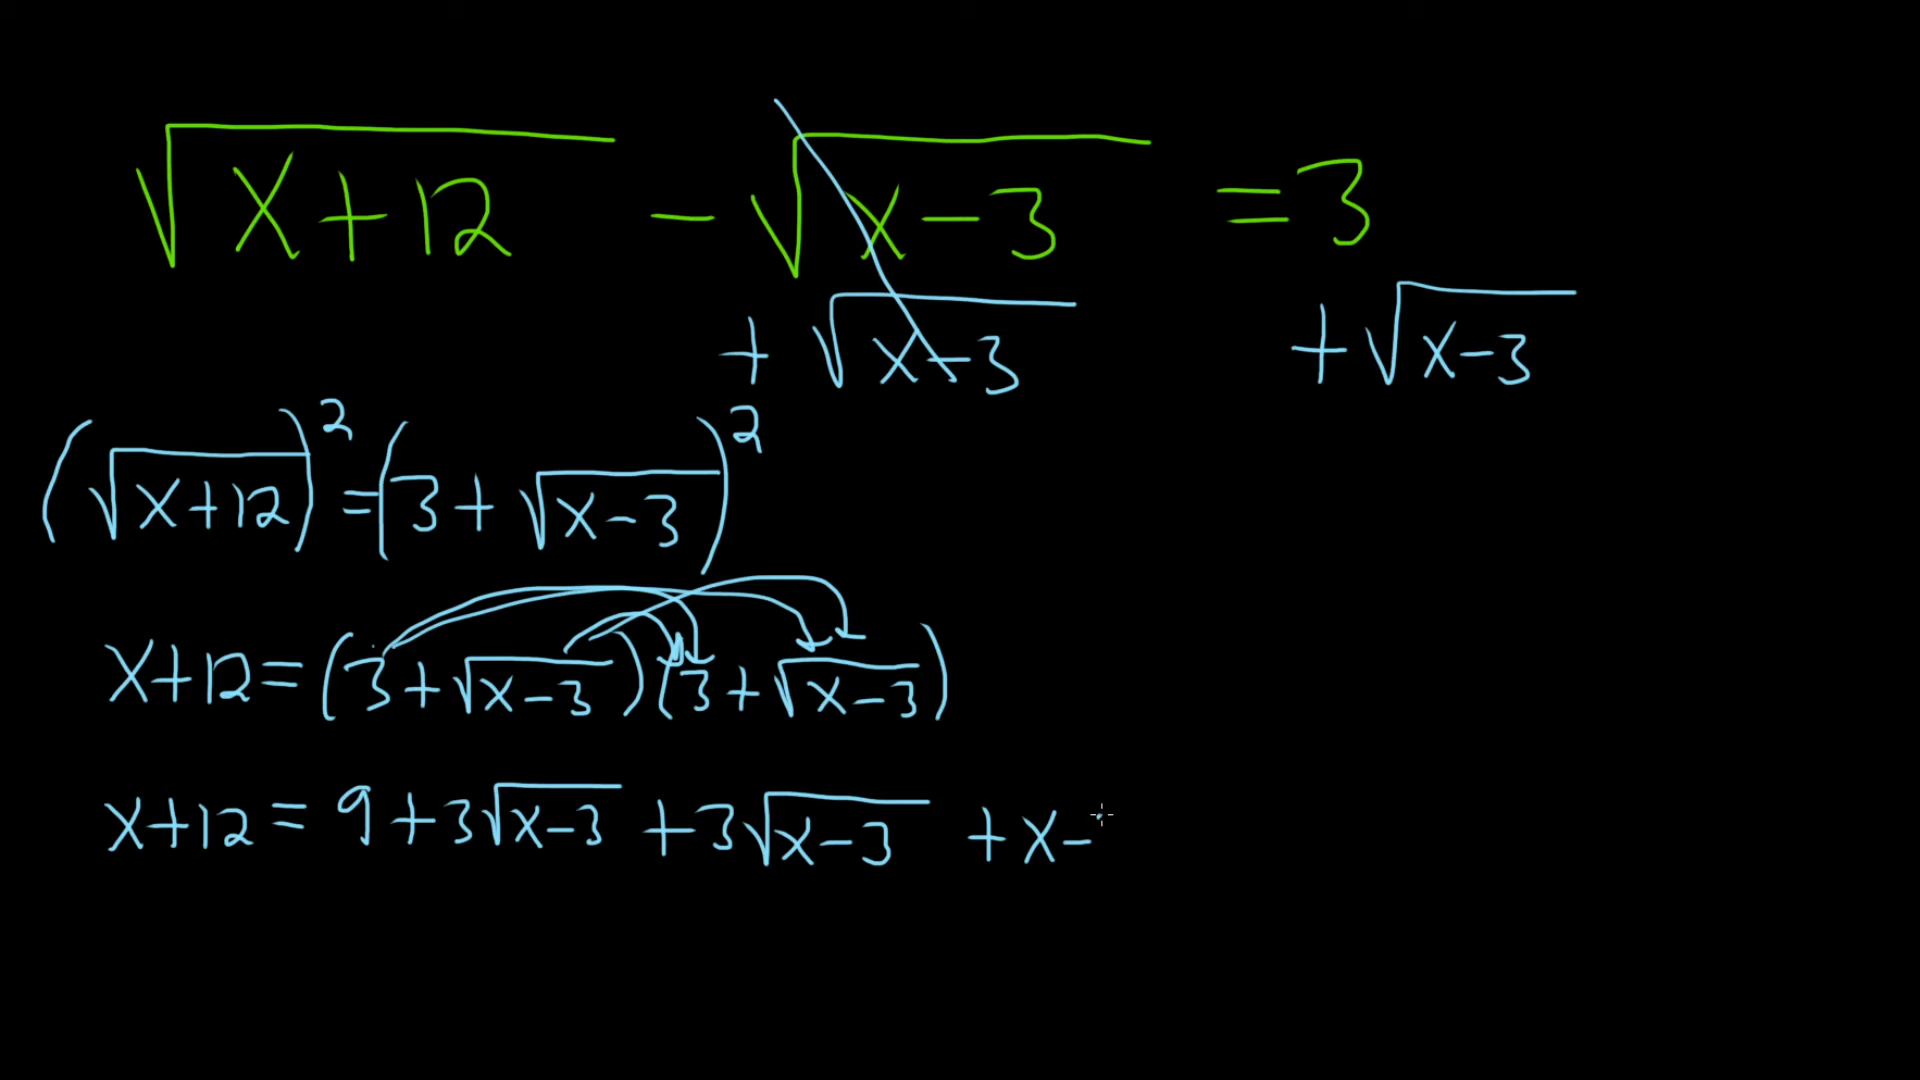 √(x+12) - √(x-3) = 3
+ √(x-3) + √(x-3)
(√(x+12))² = (3 + √(x-3))²
x+12 = (3+√(x-3))(3+√(x-3))
x+12 = 9+3√(x-3) +3√(x-3) +x-